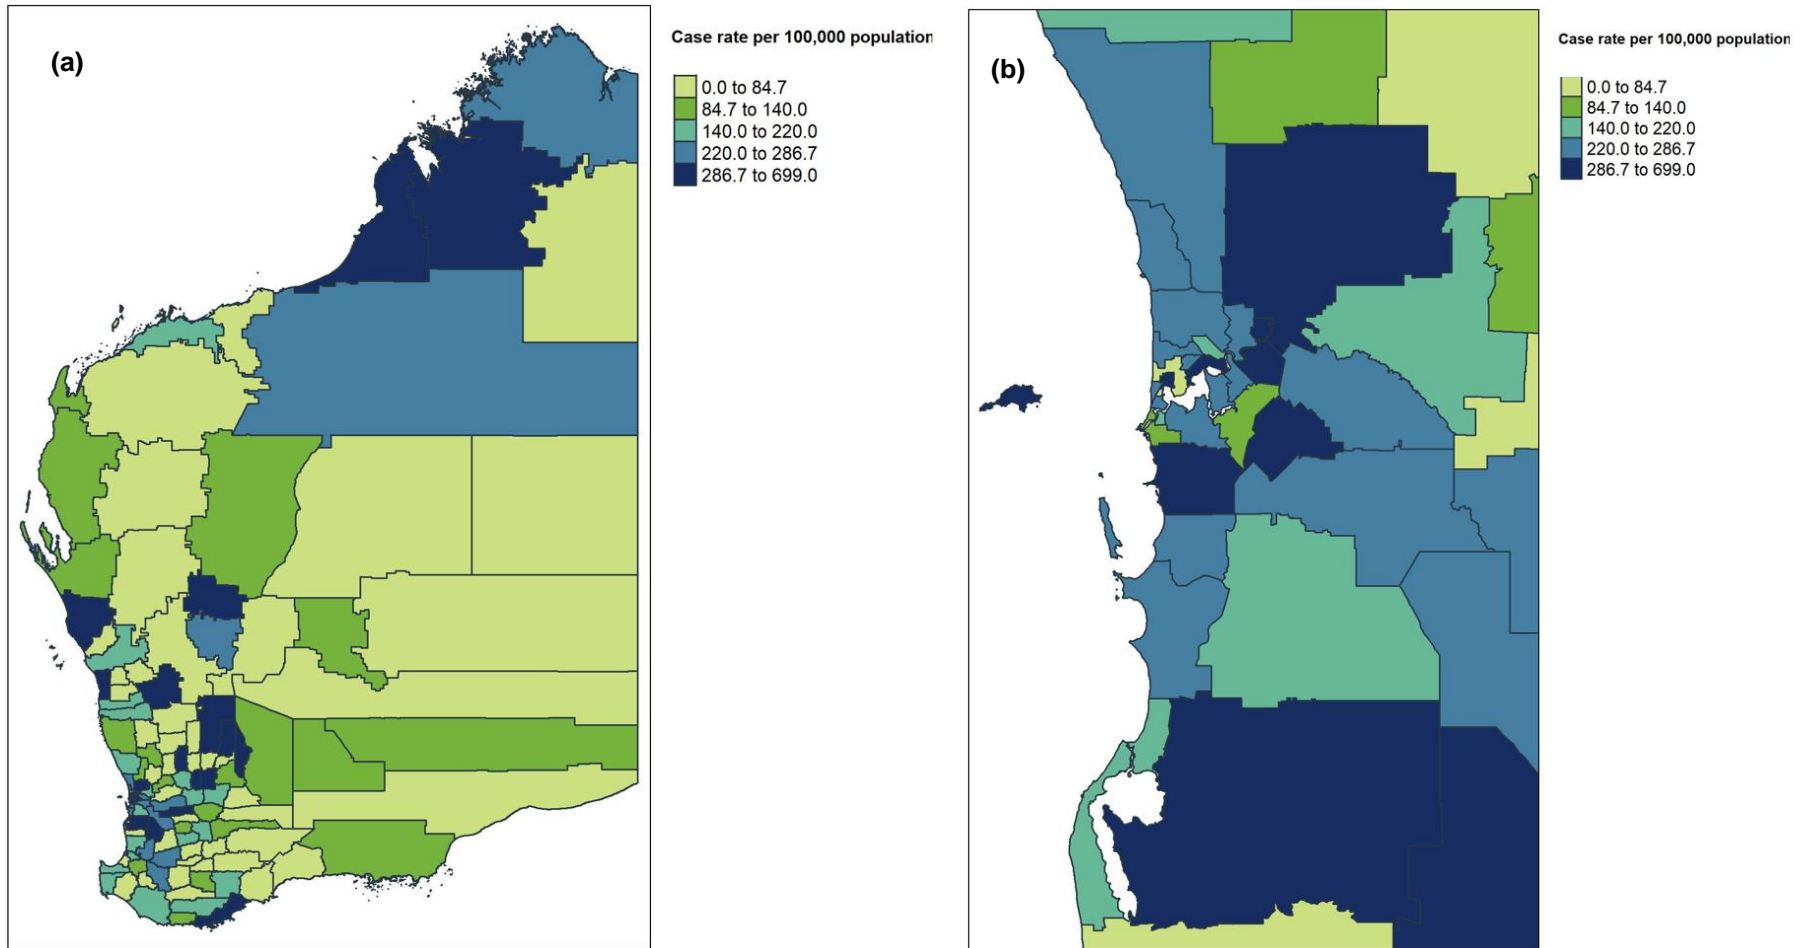 (a)
Case rate per 100,000 population
0.0 to 84.7
84.7 to 140.0
140.0 to 220.0
220.0 to 286.7
286.7 to 699.0
(b)
Case rate per 100,000 population
0.0 to 84.7
84.7 to 140.0
140.0 to 220.0
220.0 to 286.7
286.7 to 699.0